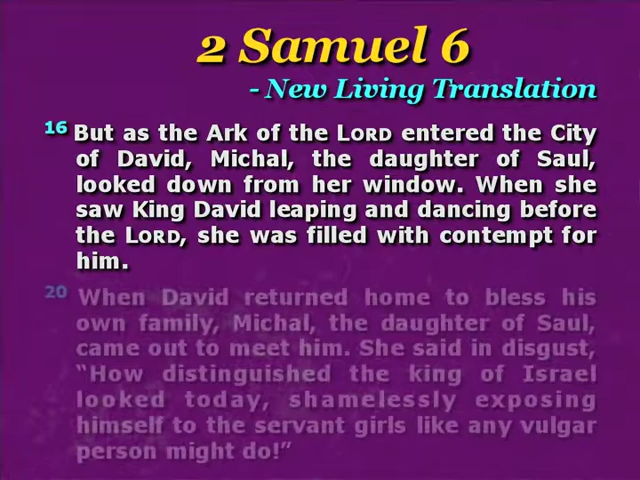 2 Samuel 6
- New Living Translation
16 But as the Ark of the LORD entered the City
of David, Michal, the daughter of Saul,
looked down from her window. When she
saw King David leaping and dancing before
the LORD, she was filled with contempt for
him.
20 When David returned home to bless his
own family, Michal, the daughter of Saul,
came out to meet him. She said in disgust,
“How distinguished the king of Israel
looked today, shamelessly exposing
himself to the servant girls like any vulgar
person might do!”